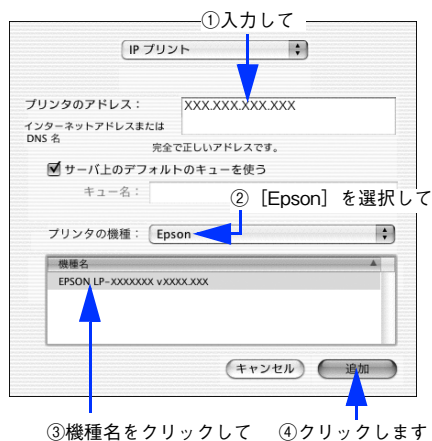 ①入力して
IP プリント
プリンタのアドレス： XXX.XXX.XXX.XXX
インターネットアドレスまたは
DNS 名
完全で正しいアドレスです。
サーバ上のデフォルトのキューを使う
キュー名：
②［Epson］を選択して
プリンタの機種： Epson
機種名
EPSON LP-XXXXXXX vXXXX.XXX
キャンセル 追加
③機種名をクリックして ④クリックします